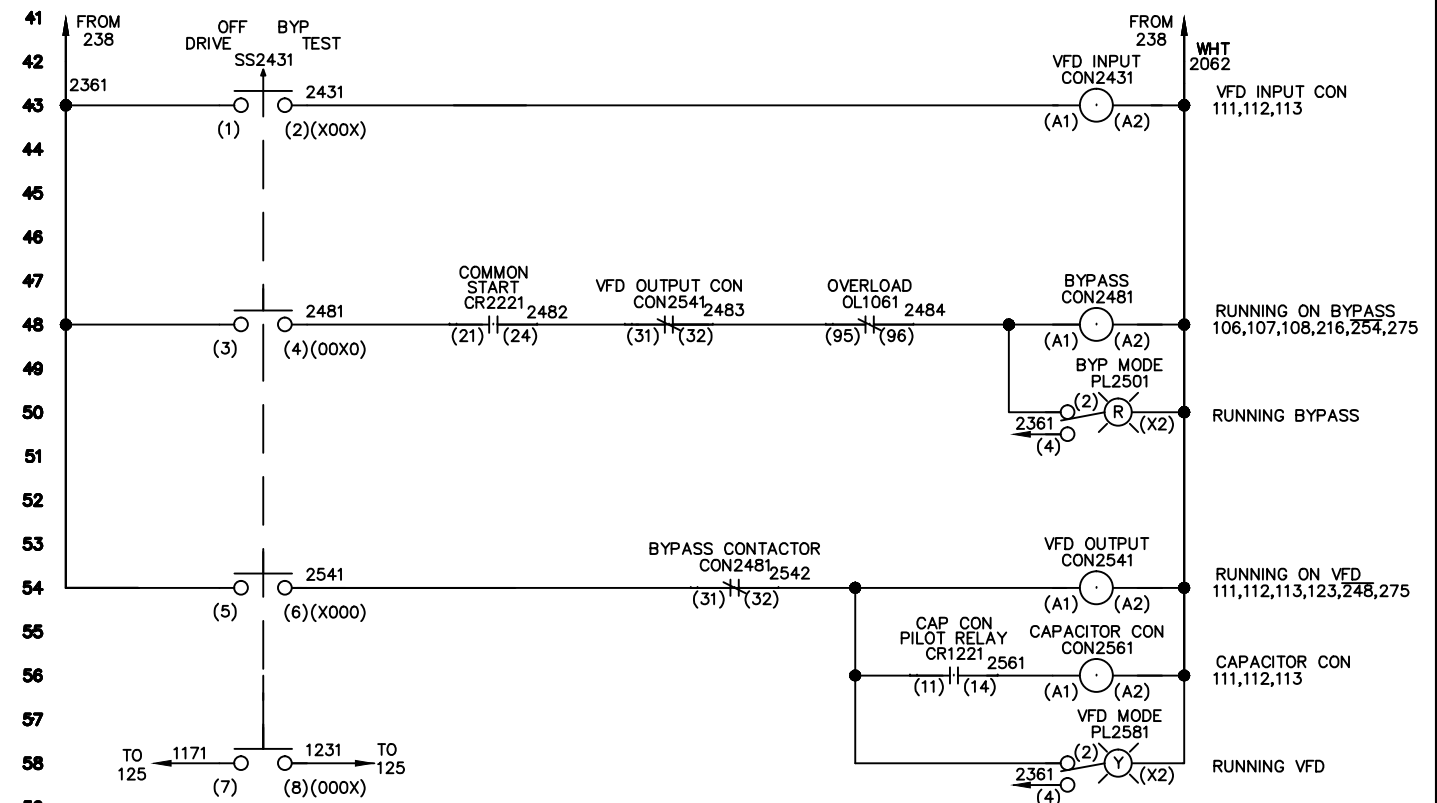 41
FROM
238
OFF BYP
DRIVE TEST
SS2431
FROM
238
42
WHT
2062
2361
VFD INPUT
CON2431
43
2431
(1) (2)(X00X)
(A1) (A2)
VFD INPUT CON
111,112,113
44
45
46
47
COMMON
START
CR2221
VFD OUTPUT CON
CON2541
OVERLOAD
OL1061
BYPASS
CON2481
48
2481
2482
2483
2484
(3) (4)(00X0)
(21) (24)
(31) (32)
(95) (96)
(A1) (A2)
RUNNING ON BYPASS
106,107,108,216,254,275
49
BYP MODE
PL2501
50
(2)
R
(X2)
2361
(4)
RUNNING BYPASS
51
52
53
BYPASS CONTACTOR
CON2481
VFD OUTPUT
CON2541
54
2541
2542
(5) (6)(X000)
(31) (32)
(A1) (A2)
RUNNING ON VFD
111,112,113,123,248,275
55
CAP CON
PILOT RELAY
CR1221
CAPACITOR CON
CON2561
56
2561
(11) (14)
(A1) (A2)
CAPACITOR CON
111,112,113
57
VFD MODE
PL2581
58
TO
125
1171
1231
TO
125
(7) (8)(000X)
(2)
Y
(X2)
2361
(4)
RUNNING VFD